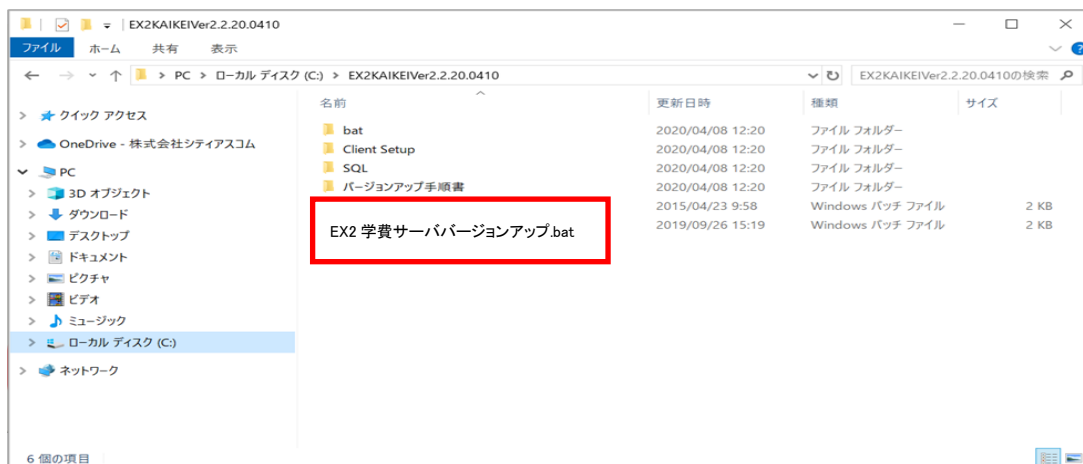 EX2KAIKEIVer2.2.20.0410
ファイル ホーム 共有 表示
PC > ローカル ディスク (C:) > EX2KAIKEIVer2.2.20.0410
EX2KAIKEIVer2.2.20.0410の検索
クイック アクセス
OneDrive - 株式会社シティアスコム
PC
3D オブジェクト
ダウンロード
デスクトップ
ドキュメント
ピクチャ
ビデオ
ミュージック
ローカル ディスク (C:)
ネットワーク
名前 更新日時 種類 サイズ
bat 2020/04/08 12:20 ファイル フォルダー
Client Setup 2020/04/08 12:20 ファイル フォルダー
SQL 2020/04/08 12:20 ファイル フォルダー
バージョンアップ手順書 2020/04/08 12:20 ファイル フォルダー
2015/04/23 9:58 Windows バッチ ファイル 2 KB
2019/09/26 15:19 Windows バッチ ファイル 2 KB
EX2 学費サーババージョンアップ.bat
6 個の項目